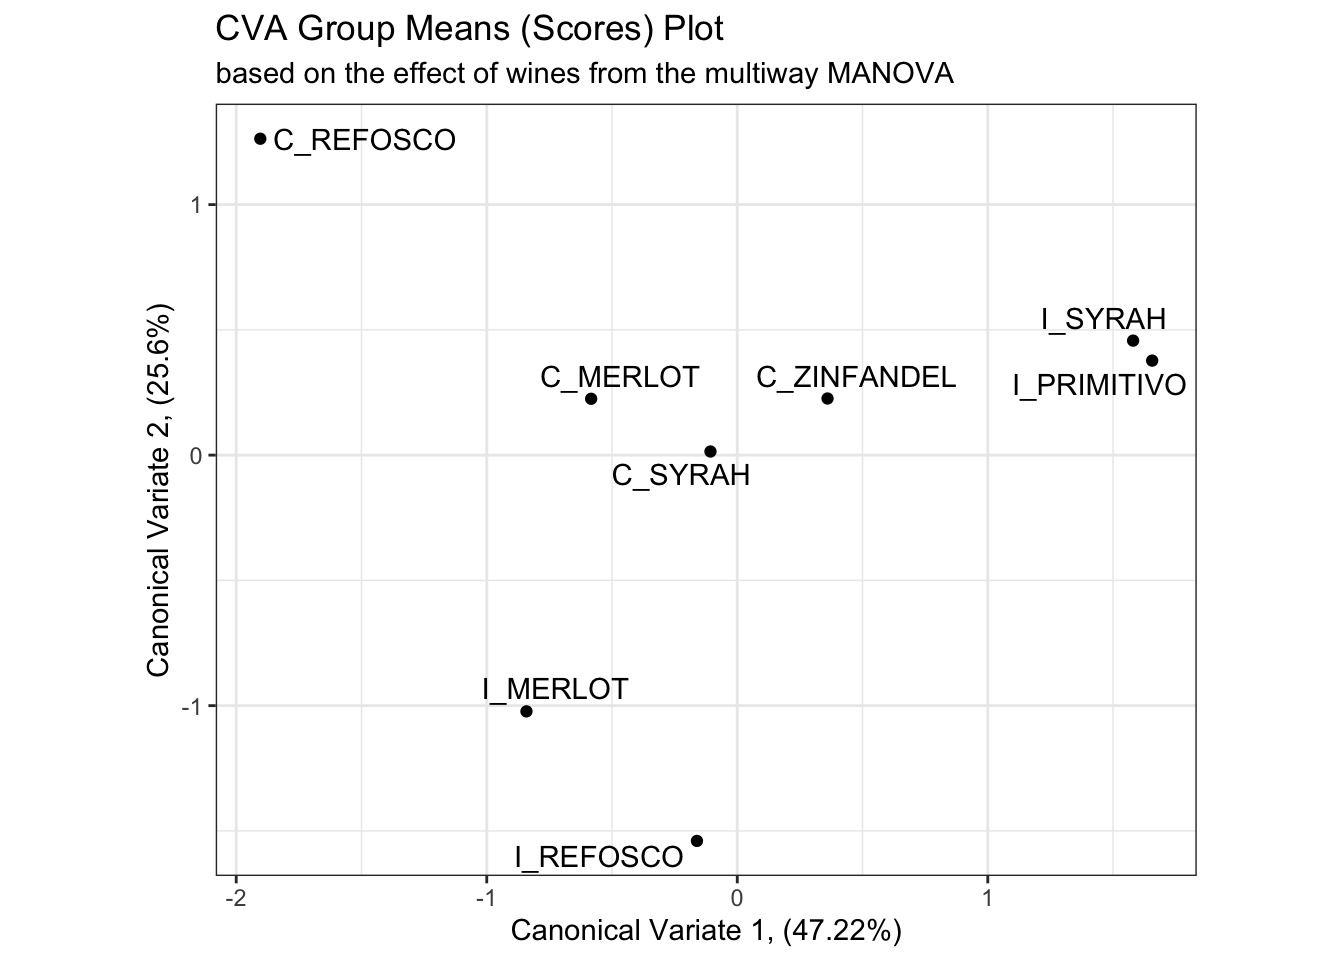 CVA Group Means (Scores) Plot
based on the effect of wines from the multiway MANOVA
C_REFOSCO
1
I_SYRAH
C_MERLOT
C_ZINFANDEL
I_PRIMITIVO
0
C_SYRAH
I_MERLOT
-1
I_REFOSCO
-2
-1
0
1
Canonical Variate 1, (47.22%)
Canonical Variate 2, (25.6%)